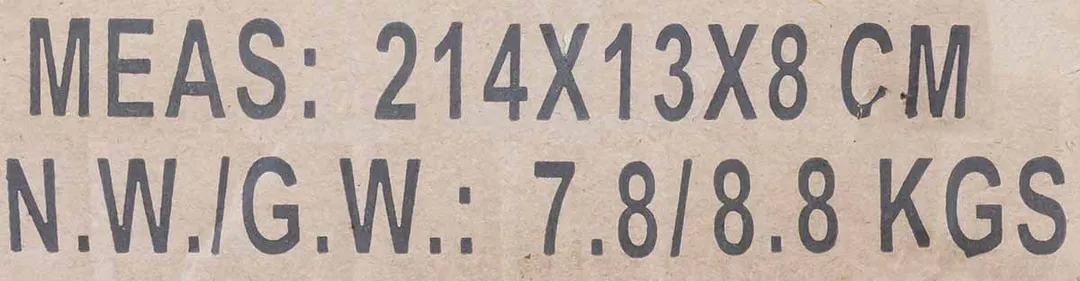 MEAS: 214X13X8 CM
N.W./G.W.: 7.8/8.8 KGS